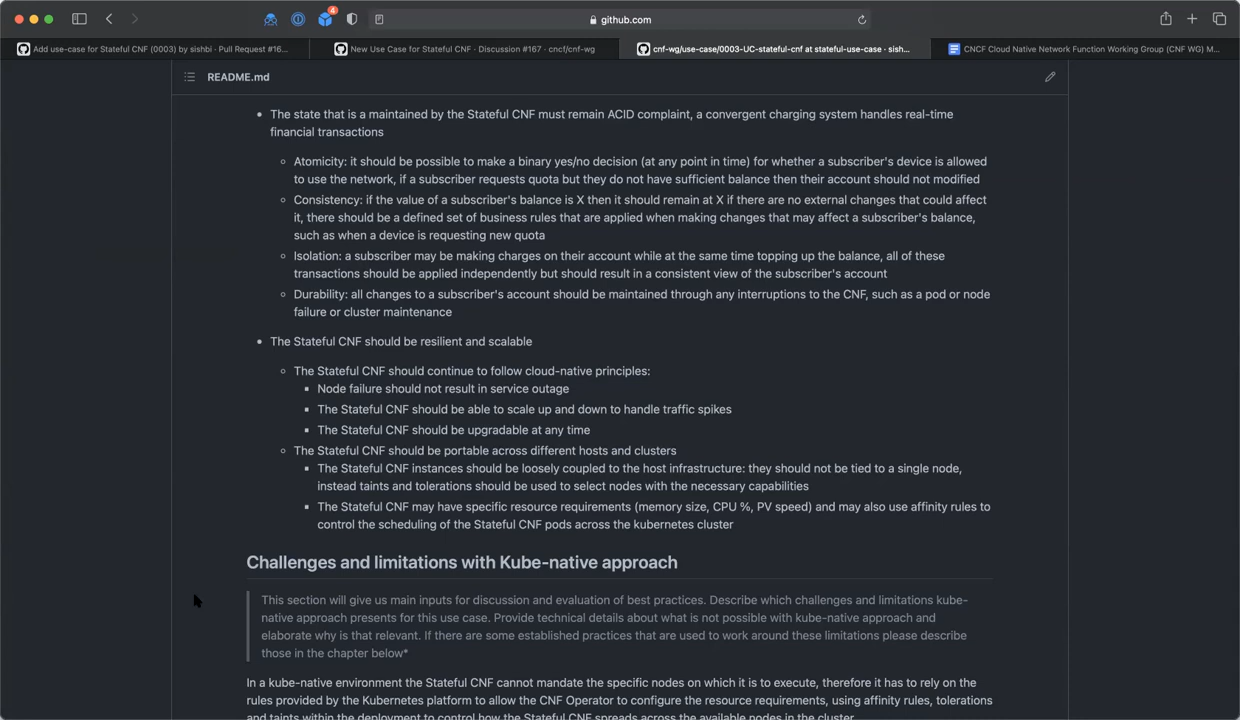 4
github.com
Add use-case for Stateful CNF (0003) by sishbi · Pull Request #16...
New Use Case for Stateful CNF · Discussion #167 · cncf/cnf-wg
cnf-wg/use-case/0003-UC-stateful-cnf at stateful-use-case · sish...
CNCF Cloud Native Network Function Working Group (CNF WG) M...
README.md
The state that is a maintained by the Stateful CNF must remain ACID complaint, a convergent charging system handles real-time
financial transactions
Atomicity: it should be possible to make a binary yes/no decision (at any point in time) for whether a subscriber's device is allowed
to use the network, if a subscriber requests quota but they do not have sufficient balance then their account should not modified
Consistency: if the value of a subscriber's balance is X then it should remain at X if there are no external changes that could affect
it, there should be a defined set of business rules that are applied when making changes that may affect a subscriber's balance,
such as when a device is requesting new quota
Isolation: a subscriber may be making charges on their account while at the same time topping up the balance, all of these
transactions should be applied independently but should result in a consistent view of the subscriber's account
Durability: all changes to a subscriber's account should be maintained through any interruptions to the CNF, such as a pod or node
failure or cluster maintenance
The Stateful CNF should be resilient and scalable
The Stateful CNF should continue to follow cloud-native principles:
Node failure should not result in service outage
The Stateful CNF should be able to scale up and down to handle traffic spikes
The Stateful CNF should be upgradable at any time
The Stateful CNF should be portable across different hosts and clusters
The Stateful CNF instances should be loosely coupled to the host infrastructure: they should not be tied to a single node,
instead taints and tolerations should be used to select nodes with the necessary capabilities
The Stateful CNF may have specific resource requirements (memory size, CPU %, PV speed) and may also use affinity rules to
control the scheduling of the Stateful CNF pods across the kubernetes cluster
Challenges and limitations with Kube-native approach
This section will give us main inputs for discussion and evaluation of best practices. Describe which challenges and limitations kube-
native approach presents for this use case. Provide technical details about what is not possible with kube-native approach and
elaborate why is that relevant. If there are some established practices that are used to work around these limitations please describe
those in the chapter below*
In a kube-native environment the Stateful CNF cannot mandate the specific nodes on which it is to execute, therefore it has to rely on the
rules provided by the Kubernetes platform to allow the CNF Operator to configure the resource requirements, using affinity rules, tolerations
and taints within the deployment to control how the Stateful CNF spreads across the available nodes in the cluster.